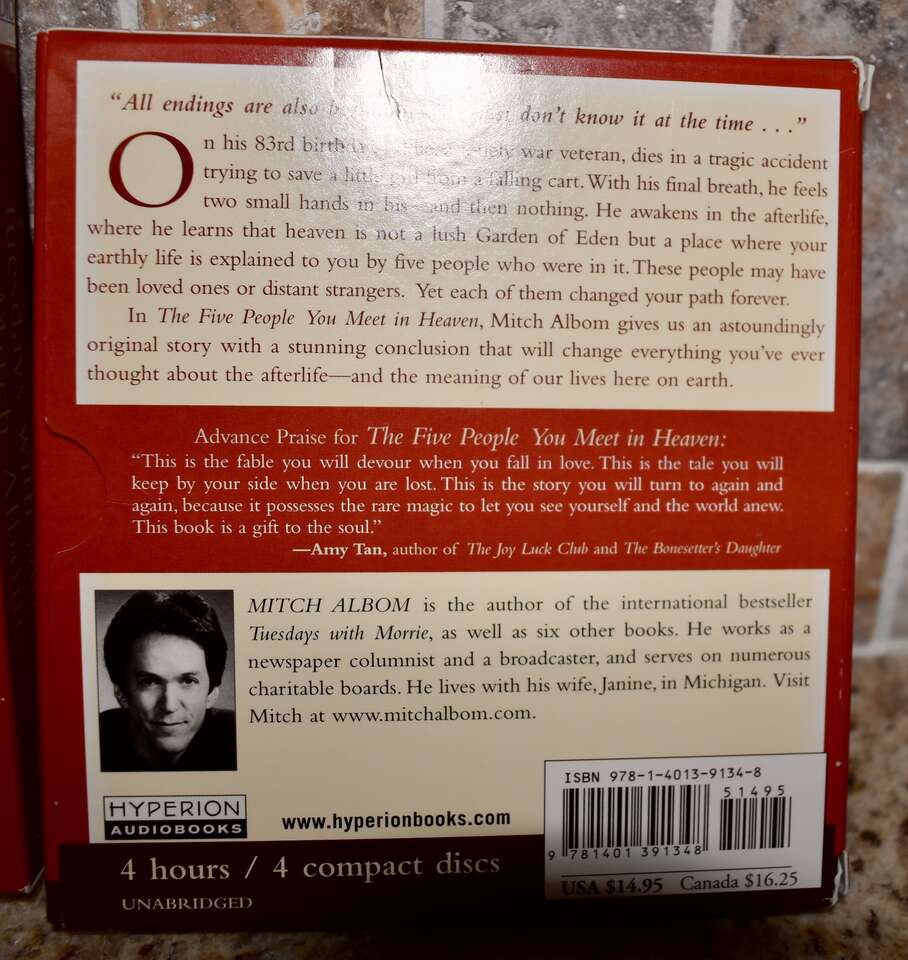 "All endings are also don't know it at the time . . ."
On his 83rd war veteran, dies in a tragic accident
trying to save a little girl from a falling cart. With his final breath, he feels
two small hands in his—and then nothing. He awakens in the afterlife,
where he learns that heaven is not a lush Garden of Eden but a place where your
earthly life is explained to you by five people who were in it. These people may have
been loved ones or distant strangers. Yet each of them changed your path forever.
In The Five People You Meet in Heaven, Mitch Albom gives us an astoundingly
original story with a stunning conclusion that will change everything you've ever
thought about the afterlife—and the meaning of our lives here on earth.
Advance Praise for The Five People You Meet in Heaven:
"This is the fable you will devour when you fall in love. This is the tale you will
keep by your side when you are lost. This is the story you will turn to again and
again, because it possesses the rare magic to let you see yourself and the world anew.
This book is a gift to the soul."
—Amy Tan, author of The Joy Luck Club and The Bonesetter's Daughter
MITCH ALBOM is the author of the international bestseller
Tuesdays with Morrie, as well as six other books. He works as a
newspaper columnist and a broadcaster, and serves on numerous
charitable boards. He lives with his wife, Janine, in Michigan. Visit
Mitch at www.mitchalbom.com.
HYPERION
AUDIOBOOKS
www.hyperionbooks.com
4 hours / 4 compact discs
UNABRIDGED
ISBN 978-1-4013-9134-8
51495
9 781401 391348
USA $14.95 Canada $16.25